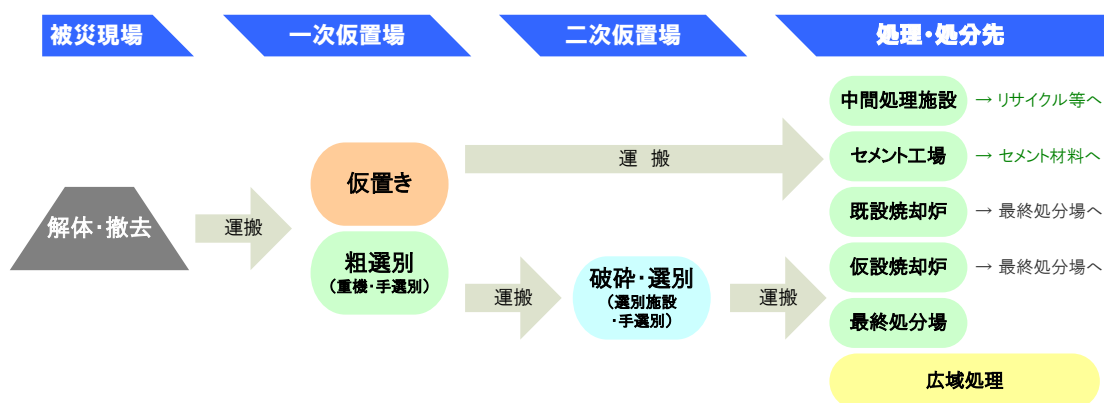 被災現場
一次仮置場
二次仮置場
処理・処分先
解体・撤去
運搬
仮置き
粗選別
（重機・手選別）
運 搬
運搬
破砕・選別
（選別施設
・手選別）
運搬
中間処理施設 → リサイクル等へ
セメント工場 → セメント材料へ
既設焼却炉 → 最終処分場へ
仮設焼却炉 → 最終処分場へ
最終処分場
広域処理